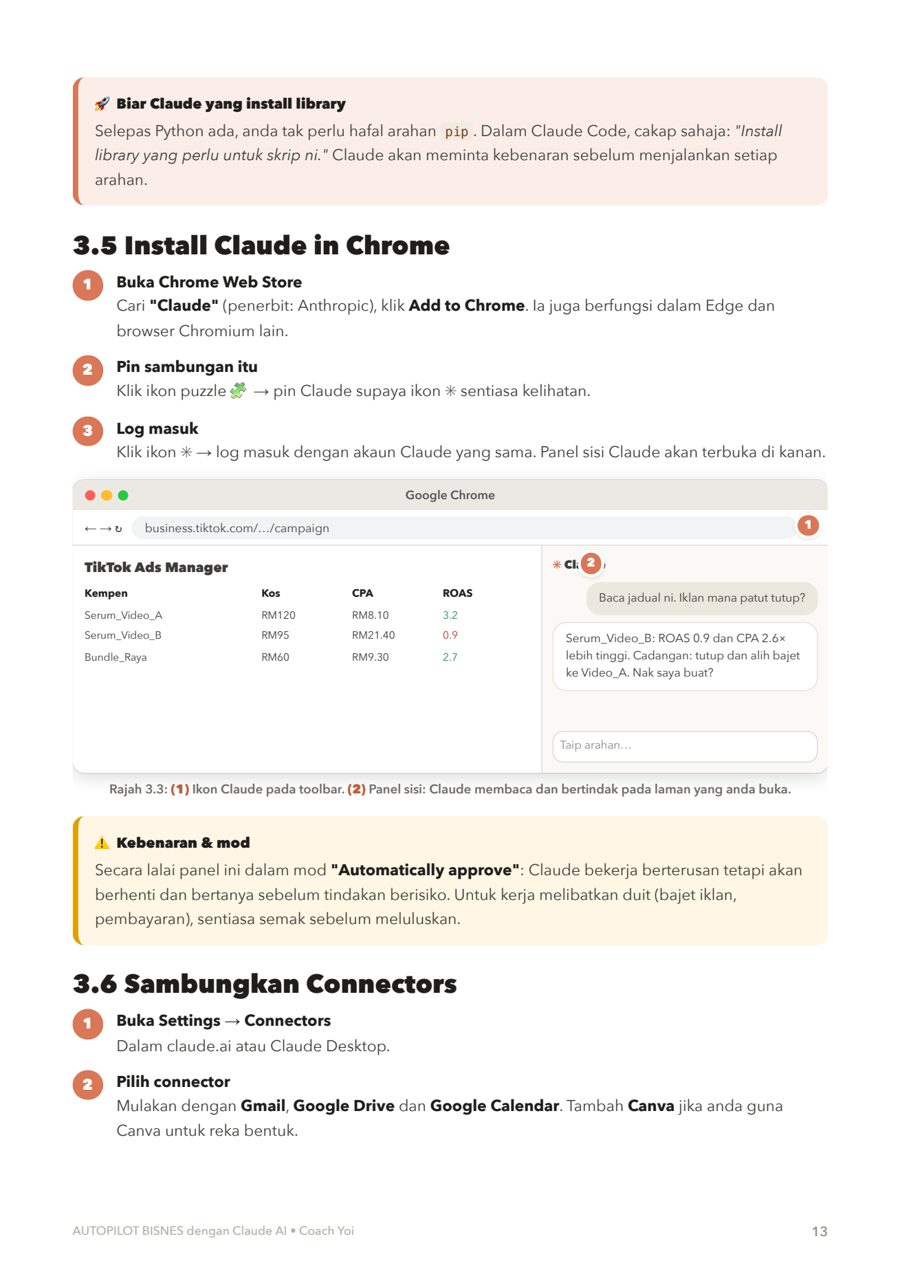 🚀 Biar Claude yang install library
Selepas Python ada, anda tak perlu hafal arahan pip. Dalam Claude Code, cakap sahaja: "Install
library yang perlu untuk skrip ni." Claude akan meminta kebenaran sebelum menjalankan setiap
arahan.
3.5 Install Claude in Chrome
1 Buka Chrome Web Store
Cari "Claude" (penerbit: Anthropic), klik Add to Chrome. Ia juga berfungsi dalam Edge dan
browser Chromium lain.
2 Pin sambungan itu
Klik ikon puzzle 🧩 → pin Claude supaya ikon ✳ sentiasa kelihatan.
3 Log masuk
Klik ikon ✳ → log masuk dengan akaun Claude yang sama. Panel sisi Claude akan terbuka di kanan.
Google Chrome
← → ↻ business.tiktok.com/…/campaign 1
TikTok Ads Manager
Kempen Kos CPA ROAS
Serum_Video_A RM120 RM8.10 3.2
Serum_Video_B RM95 RM21.40 0.9
Bundle_Raya RM60 RM9.30 2.7
2
Baca jadual ni. Iklan mana patut tutup?
Serum_Video_B: ROAS 0.9 dan CPA 2.6×
lebih tinggi. Cadangan: tutup dan alih bajet
ke Video_A. Nak saya buat?
Taip arahan…
Rajah 3.3: (1) Ikon Claude pada toolbar. (2) Panel sisi: Claude membaca dan bertindak pada laman yang anda buka.
⚠️ Kebenaran & mod
Secara lalai panel ini dalam mod "Automatically approve": Claude bekerja berterusan tetapi akan
berhenti dan bertanya sebelum tindakan berisiko. Untuk kerja melibatkan duit (bajet iklan,
pembayaran), sentiasa semak sebelum meluluskan.
3.6 Sambungkan Connectors
1 Buka Settings → Connectors
Dalam claude.ai atau Claude Desktop.
2 Pilih connector
Mulakan dengan Gmail, Google Drive dan Google Calendar. Tambah Canva jika anda guna
Canva untuk reka bentuk.
AUTOPILOT BISNES dengan Claude AI • Coach Yoi 13